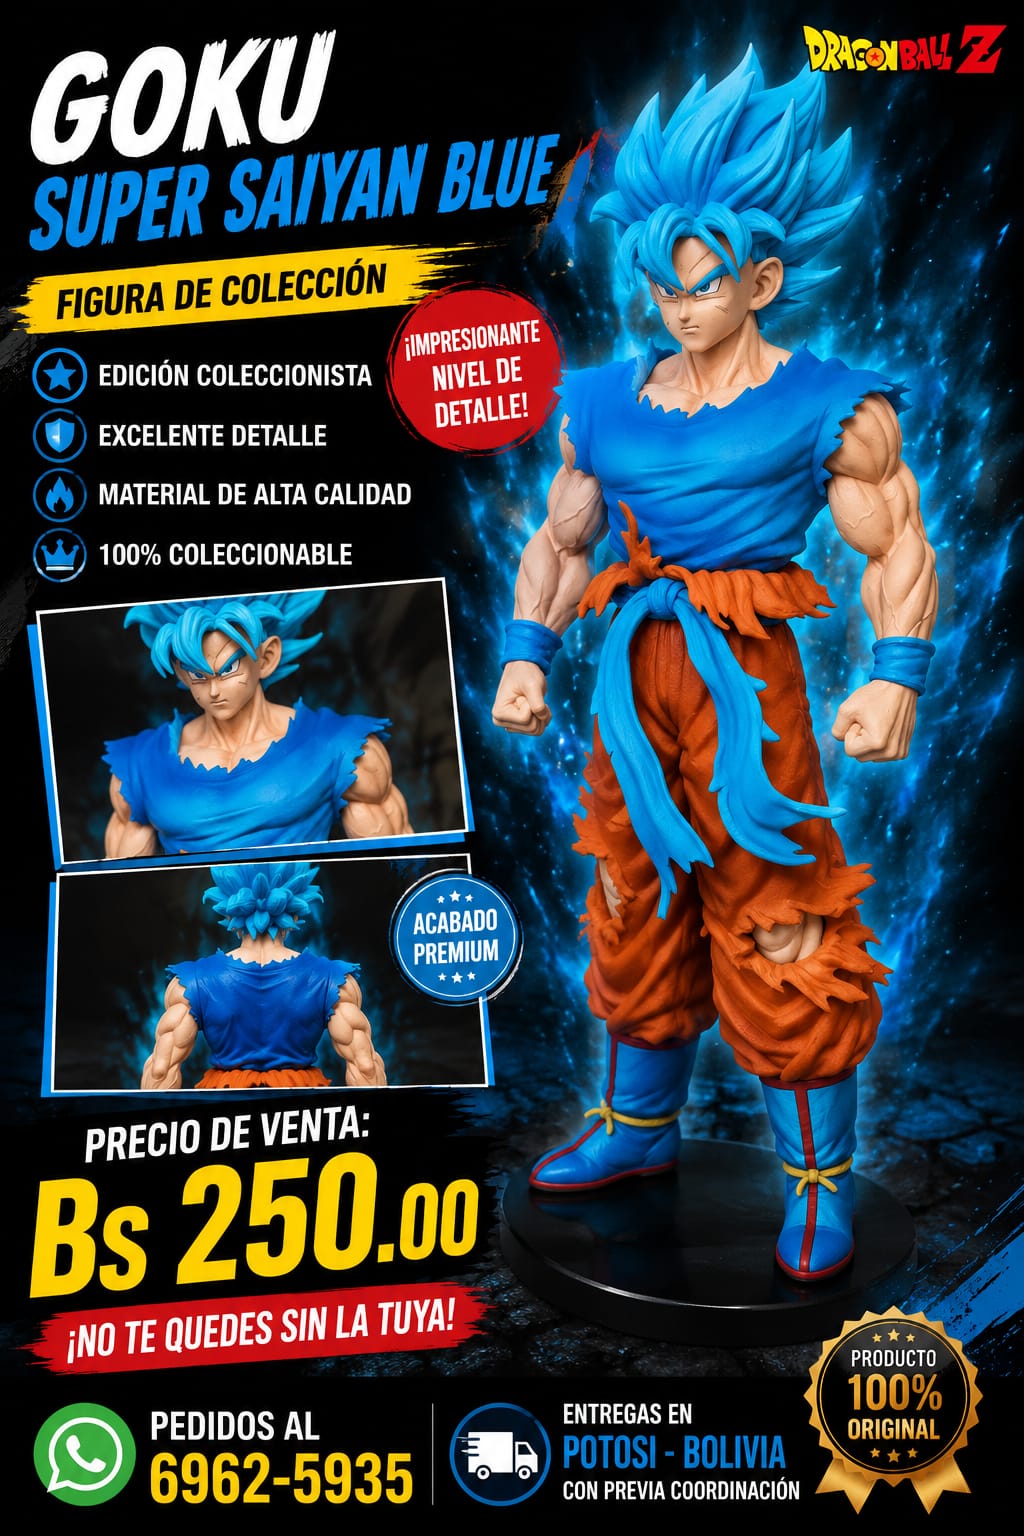 GOKU
SUPER SAIYAN BLUE
DRAGON BALL Z
FIGURA DE COLECCIÓN
¡IMPRESIONANTE
NIVEL DE
DETALLE!
EDICIÓN COLECCIONISTA
EXCELENTE DETALLE
MATERIAL DE ALTA CALIDAD
100% COLECCIONABLE
ACABADO
PREMIUM
PRECIO DE VENTA:
Bs 250.00
¡NO TE QUEDES SIN LA TUYA!
PEDIDOS AL
6962-5935
ENTREGAS EN
POTOSI - BOLIVIA
CON PREVIA COORDINACIÓN
PRODUCTO
100%
ORIGINAL